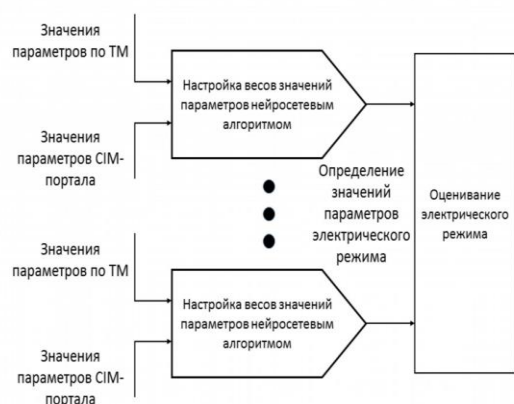 Значения
параметров по ТМ
Значения
параметров CIM-
портала
Настройка весов значений
параметров нейросетевым
алгоритмом
Определение
значений
параметров
электрического
режима
Оценивание
электрического
режима
Значения
параметров по ТМ
Значения
параметров CIM-
портала
Настройка весов значений
параметров нейросетевым
алгоритмом